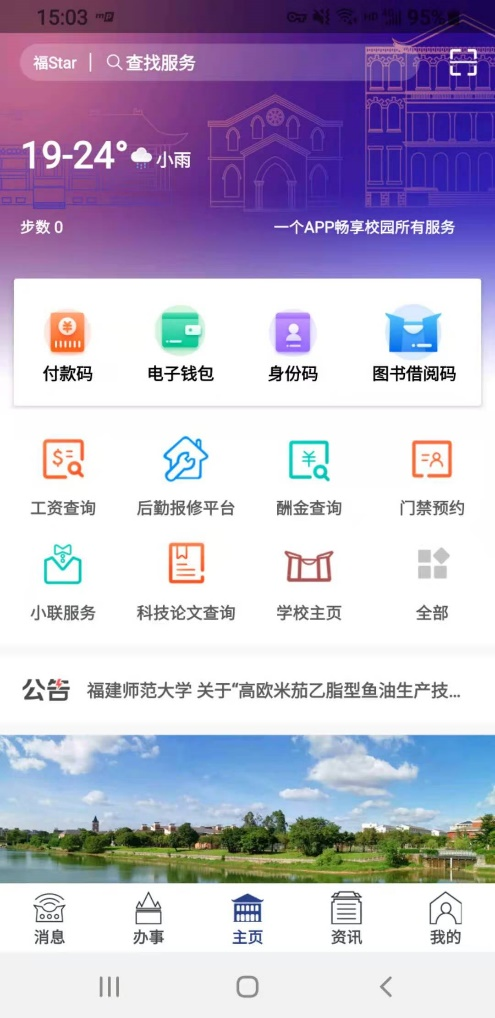 15:03
HD 4G 95%
福Star | 查找服务
19-24° 小雨
步数 0
一个APP畅享校园所有服务
付款码 电子钱包 身份码 图书借阅码
工资查询 后勤报修平台 酬金查询 门禁预约
小联服务 科技论文查询 学校主页 全部
公告 福建师范大学 关于“高欧米茄乙脂型鱼油生产技...
消息 办事 主页 资讯 我的